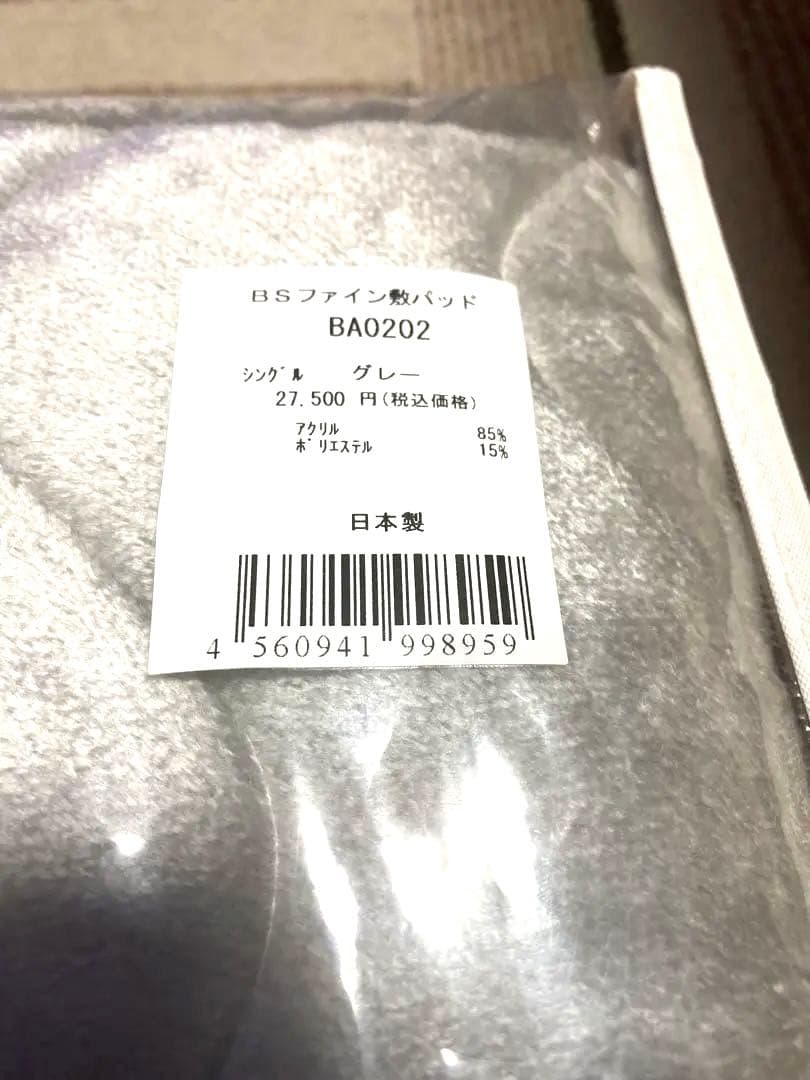 BSファイン敷パッド
BA0202
ｼﾝｸﾞﾙ グレー
27.500 円(税込価格)
ｱｸﾘﾙ 85%
ﾎﾟﾘｴｽﾃﾙ 15%
日本製
4 560941 998959